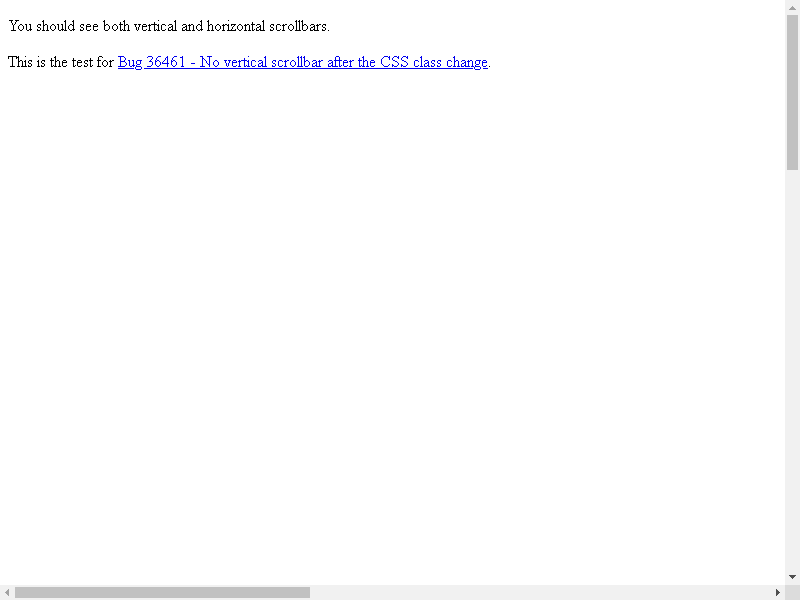 You should see both vertical and horizontal scrollbars.
This is the test for Bug 36461 - No vertical scrollbar after the CSS class change.